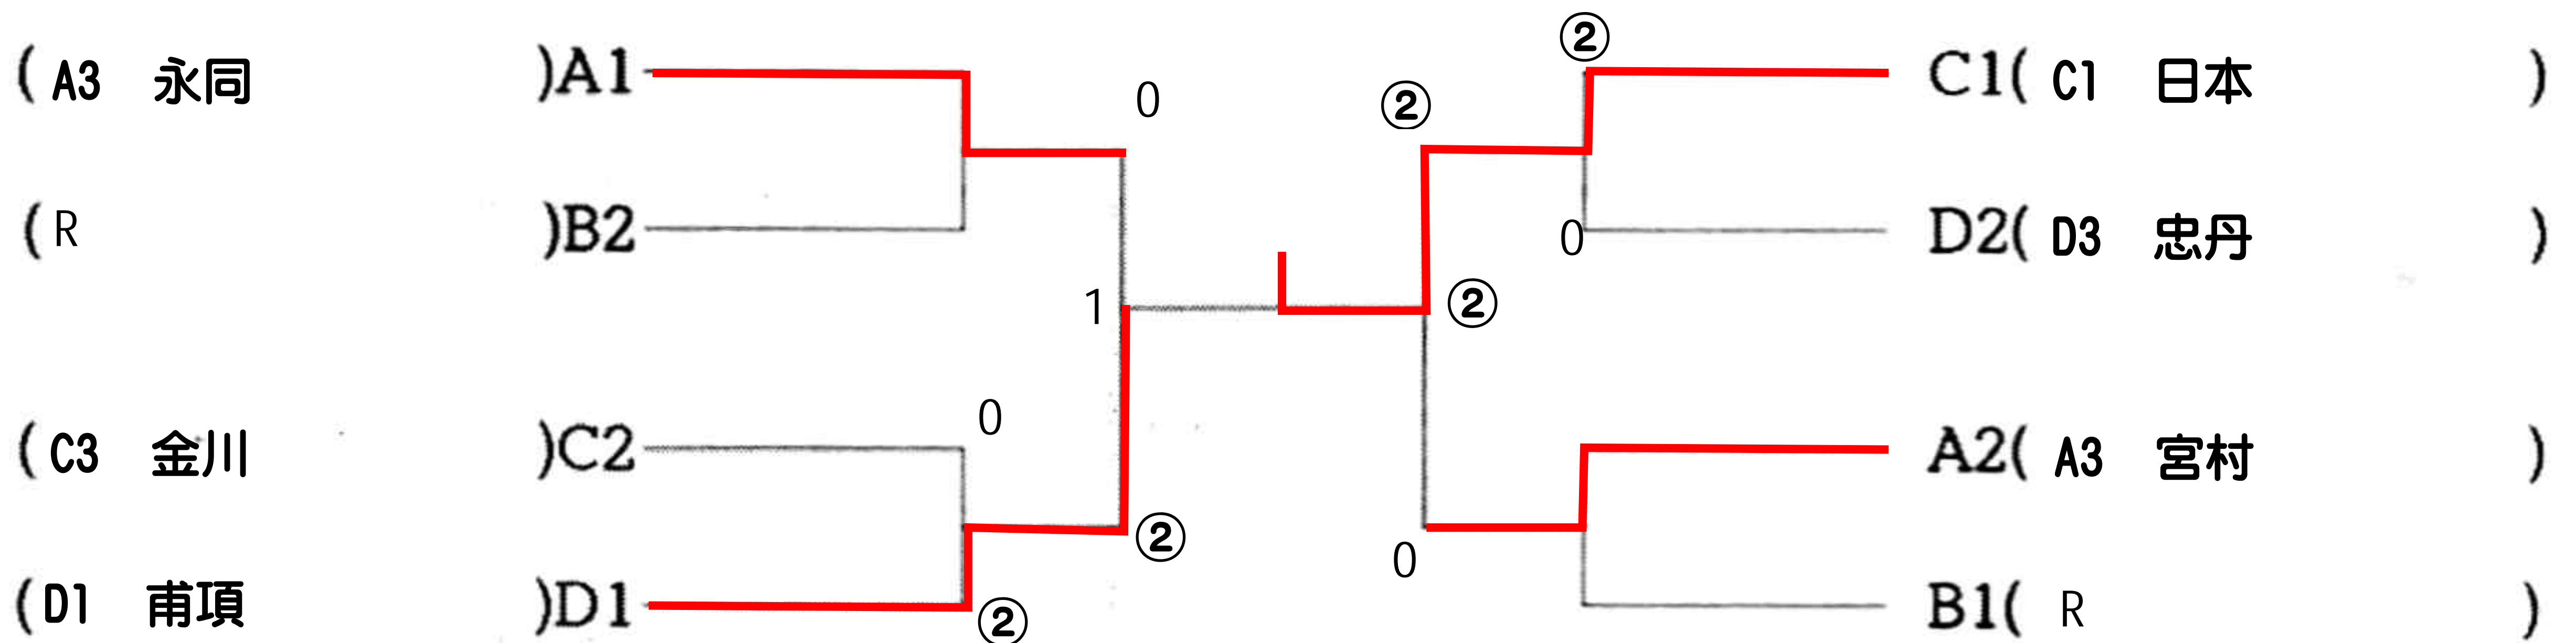 ②
( A3 永同 )A1 C1( C1 日本 )
0 ②
( R )B2 D2( D3 忠丹 )
0
1 ②
0
( C3 金川 )C2 A2( A3 宮村 )
② 0
( D1 甫項 )D1 B1( R )
②